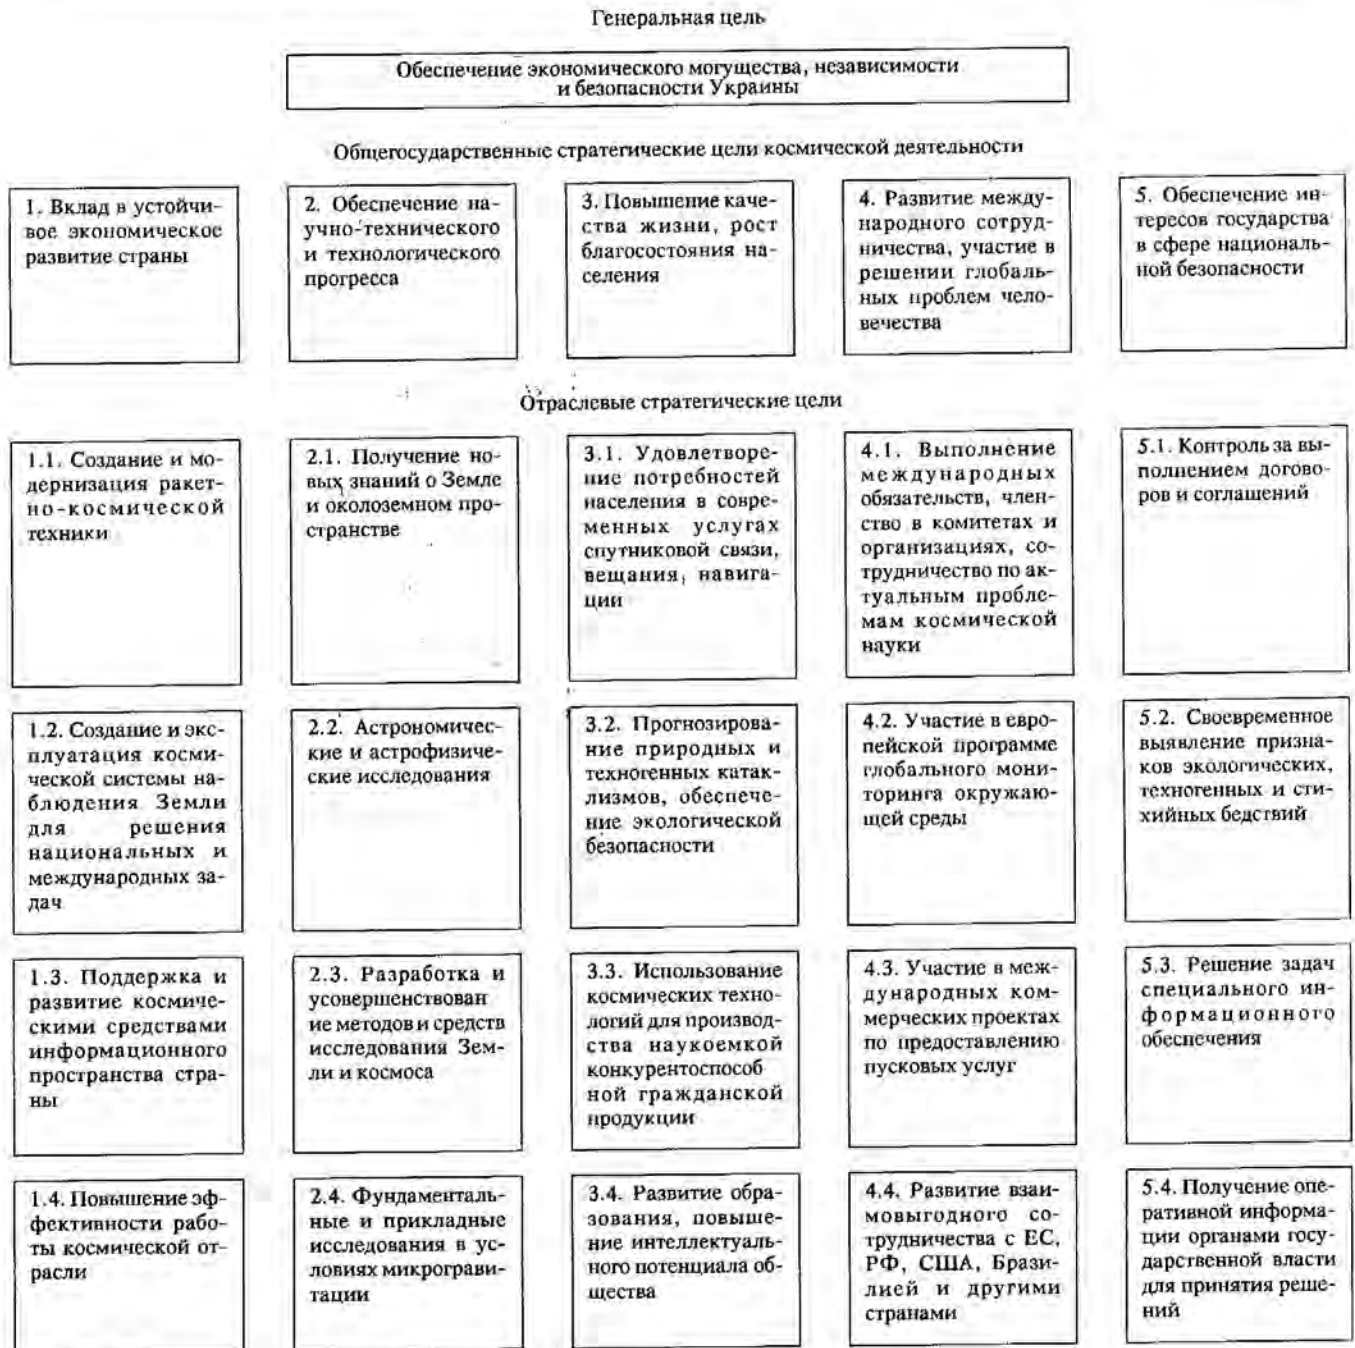 Генеральная цель
Обеспечение экономического могущества, независимости
и безопасности Украины
Общегосударственные стратегические цели космической деятельности
1. Вклад в устойчи-
вое экономическое
развитие страны
2. Обеспечение на-
учно-технического
и технологического
прогресса
3. Повышение каче-
ства жизни, рост
благосостояния на-
селения
4. Развитие между-
народного сотруд-
ничества, участие в
решении глобаль-
ных проблем чело-
вечества
5. Обеспечение ин-
тересов государства
в сфере националь-
ной безопасности
Отраслевые стратегические цели
1.1. Создание и мо-
дернизация ракет-
но-космической
техники
2.1. Получение но-
вых знаний о Земле
и околоземном про-
странстве
3.1. Удовлетворе-
ние потребностей
населения в совре-
менных услугах
спутниковой связи,
вещания, навига-
ции
4.1. Выполнение
международных
обязательств, член-
ство в комитетах и
организациях, со-
трудничество по ак-
туальным пробле-
мам космической
науки
5.1. Контроль за вы-
полнением догово-
ров и соглашений
1.2. Создание и экс-
плуатация косми-
ческой системы на-
блюдения Земли
для решения
национальных и
международных за-
дач
2.2. Астрономичес-
кие и астрофизиче-
ские исследования
3.2. Прогнозирова-
ние природных и
техногенных катак-
лизмов, обеспече-
ние экологической
безопасности
4.2. Участие в евро-
пейской программе
глобального мони-
торинга окружаю-
щей среды
5.2. Своевременное
выявление призна-
ков экологических,
техногенных и сти-
хийных бедствий
1.3. Поддержка и
развитие космиче-
скими средствами
информационного
пространства стра-
ны
2.3. Разработка и
усовершенствован
ие методов и средств
исследования Зем-
ли и космоса
3.3. Использование
космических техно-
логий для производ-
ства наукоемкой
конкурентоспособ
ной гражданской
продукции
4.3. Участие в меж-
дународных ком-
мерческих проектах
по предоставлению
пусковых услуг
5.3. Решение задач
специального ин-
формационного
обеспечения
1.4. Повышение эф-
фективности рабо-
ты космической от-
расли
2.4. Фундаменталь-
ные и прикладные
исследования в ус-
ловиях микрограви-
тации
3.4. Развитие обра-
зования, повыше-
ние интеллектуаль-
ного потенциала об-
щества
4.4. Развитие взаи-
мовыгодного со-
трудничества с ЕС,
РФ, США, Брази-
лией и другими
странами
5.4. Получение опе-
ративной информа-
ции органами госу-
дарственной власти
для принятия реше-
ний